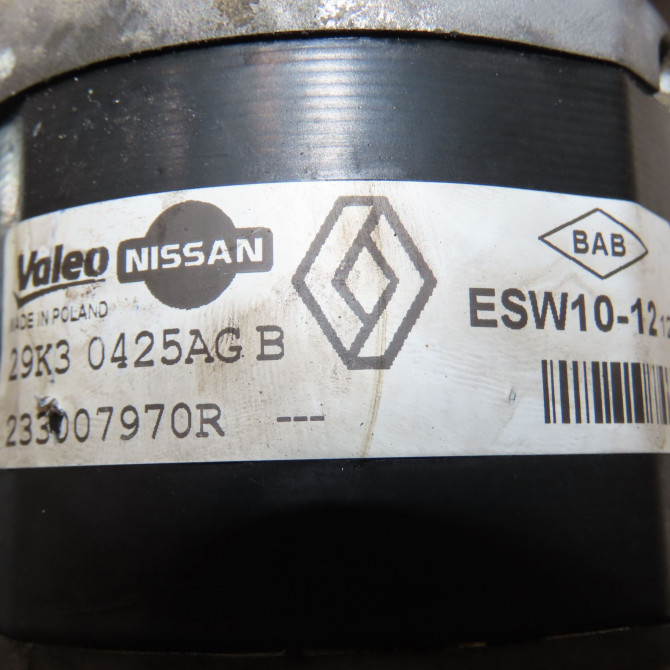 Valeo
NISSAN
BAB
MADE IN POLAND
ESW10-12
29K3 0425AG B
233007970R ---